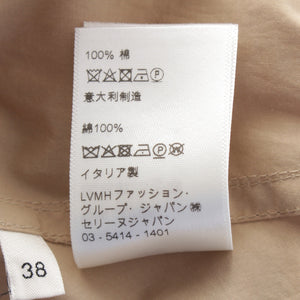 100% 棉
意大利制造
綿100%
イタリア製
LVMHファッション・
グループ・ジャパン㈱
セリーヌジャパン
03-5414-1401
38